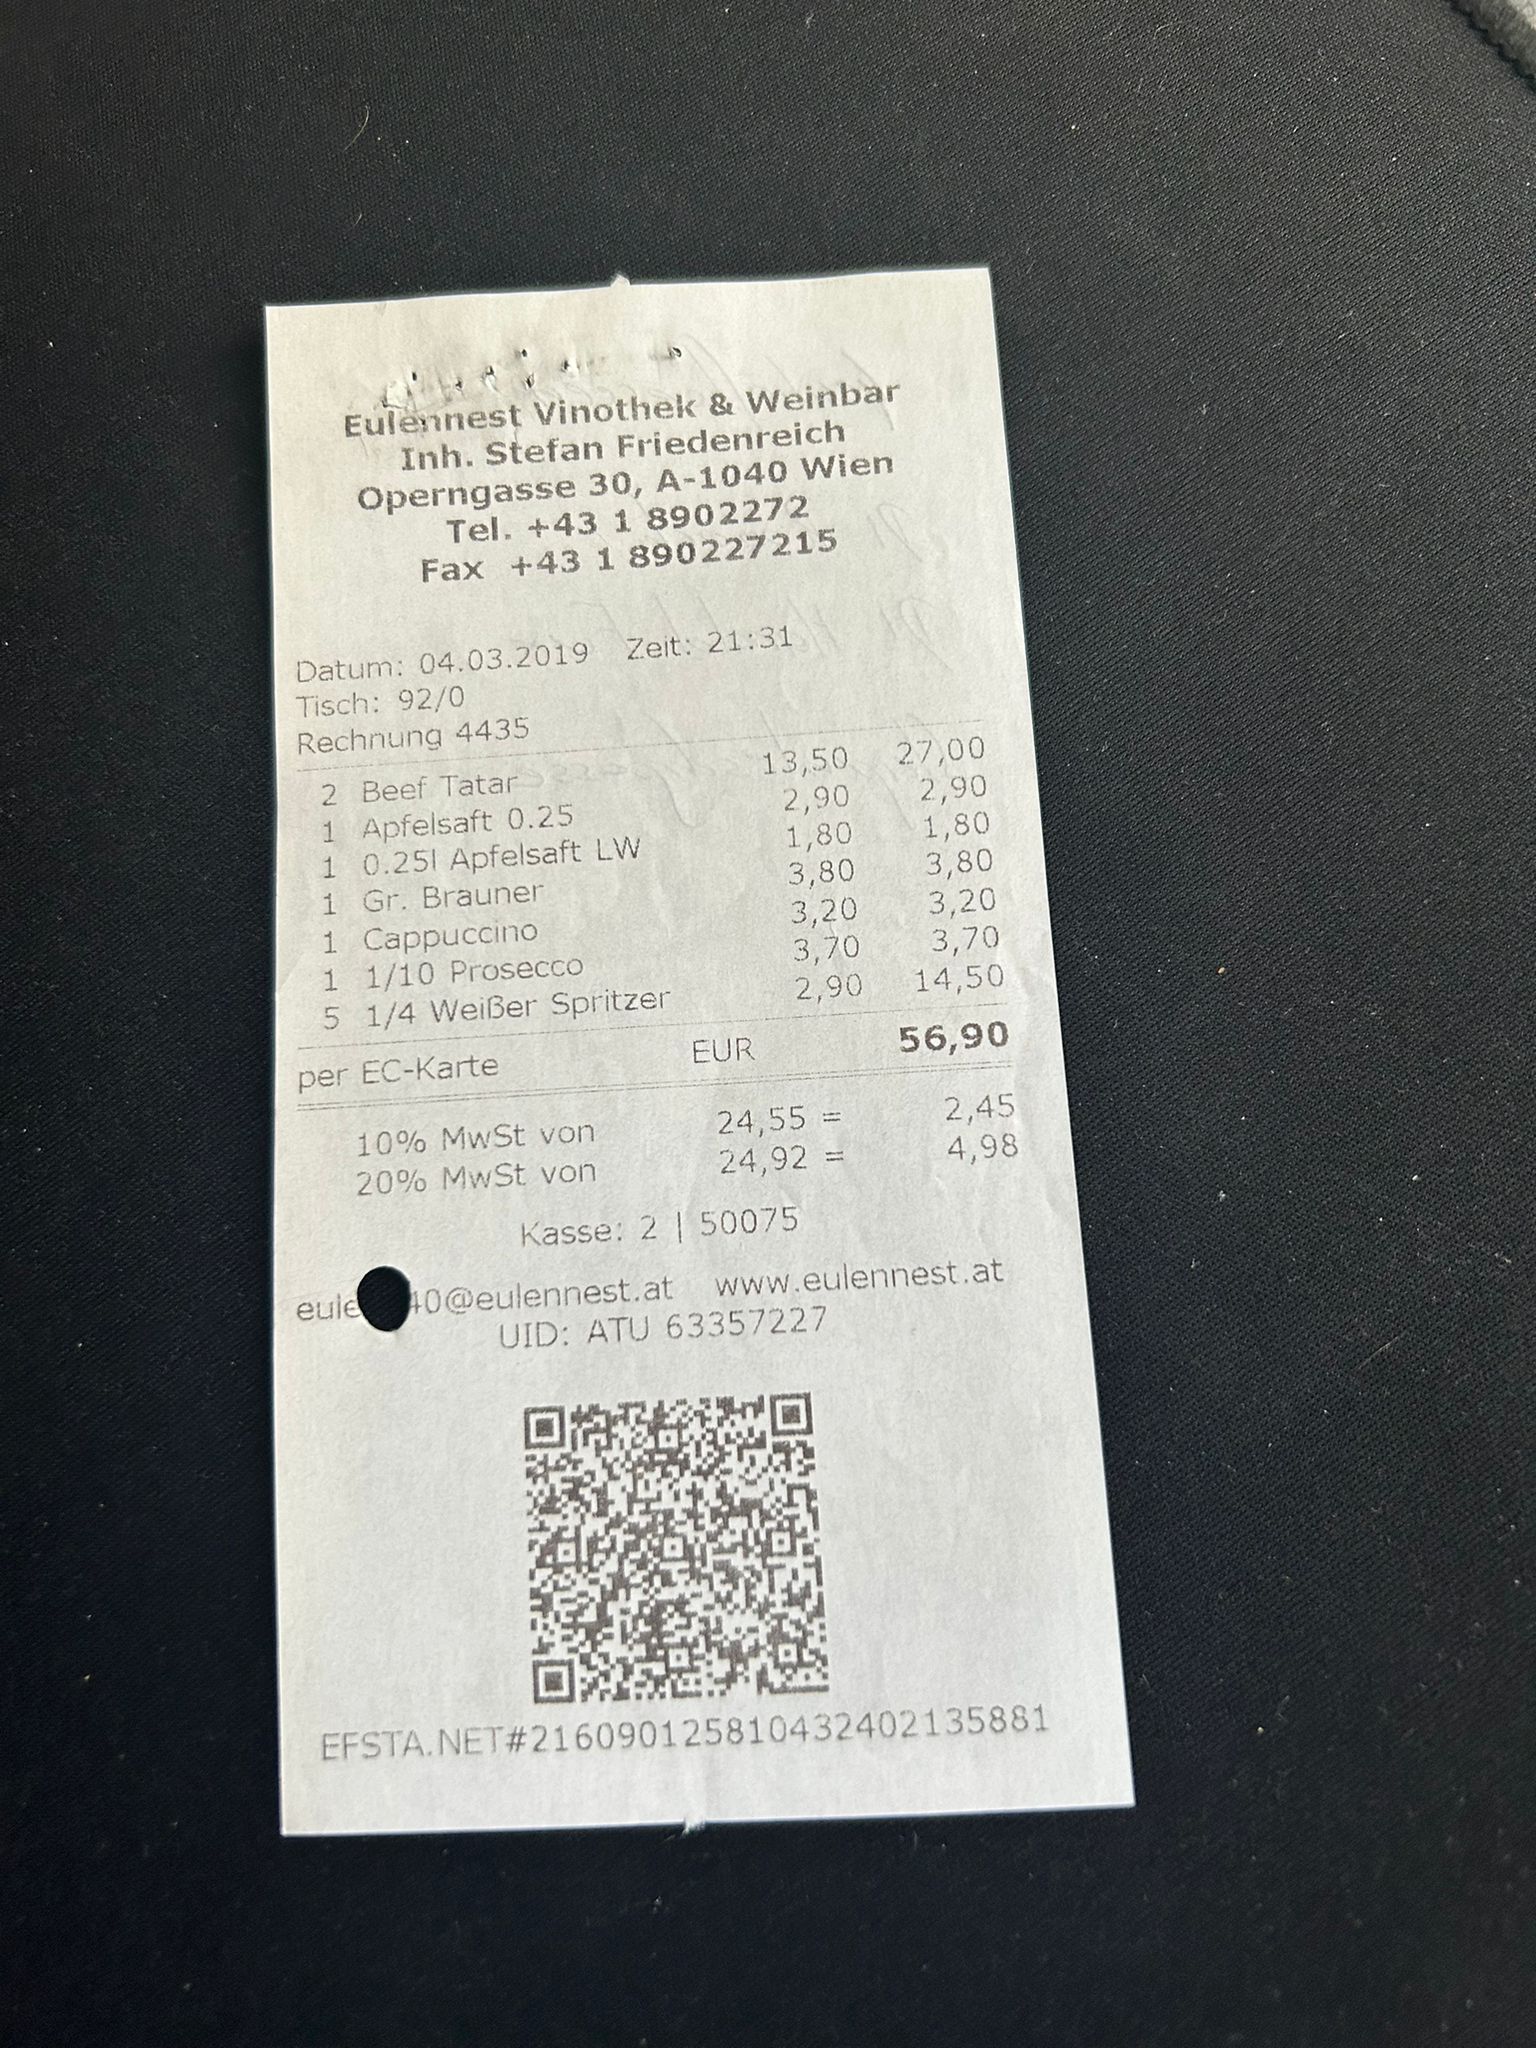 Eulennest Vinothek & Weinbar
Inh. Stefan Friedenreich
Operngasse 30, A-1040 Wien
Tel. +43 1 8902272
Fax +43 1 890227215
Datum: 04.03.2019 Zeit: 21:31
Tisch: 92/0
Rechnung 4435
2 Beef Tatar 13,50 27,00
1 Apfelsaft 0.25 2,90 2,90
1 0.25l Apfelsaft LW 1,80 1,80
1 Gr. Brauner 3,80 3,80
1 Cappuccino 3,20 3,20
1 1/10 Prosecco 3,70 3,70
5 1/4 Weißer Spritzer 2,90 14,50
per EC-Karte EUR 56,90
10% MwSt von 24,55 = 2,45
20% MwSt von 24,92 = 4,98
Kasse: 2 | 50075
www.eulennest.at
UID: ATU 63357227
EFSTA.NET#216090125810432402135881